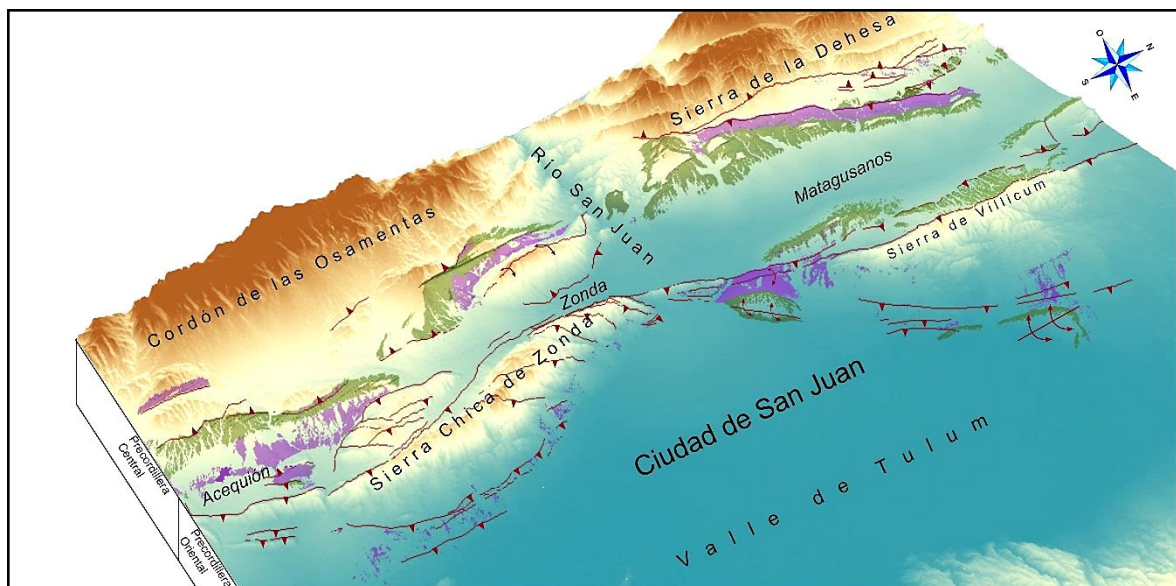 O
N
S
E
Sierra de la Dehesa
Río San Juan
Matagusanos
Cordón de las Osamentas
Sierra de Villicum
Zonda
Sierra Chica de Zonda
Ciudad de San Juan
Valle de Tulum
Acequión
Precordillera
Central
Precordillera
Oriental